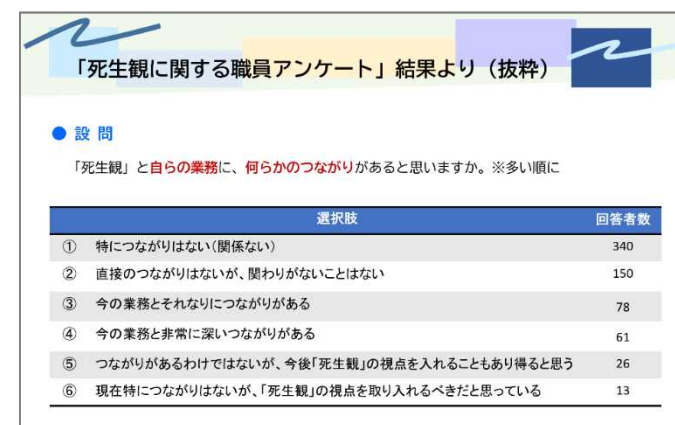 「死生観に関する職員アンケート」結果より（抜粋）
● 設 問
「死生観」と自らの業務に、何らかのつながりがあると思いますか。※多い順に
選択肢 回答者数
① 特につながりはない（関係ない） 340
② 直接のつながりはないが、関わりがないことはない 150
③ 今の業務とそれなりにつながりがある 78
④ 今の業務と非常に深いつながりがある 61
⑤ つながりがあるわけではないが、今後「死生観」の視点を入れることもあり得ると思う 26
⑥ 現在特につながりはないが、「死生観」の視点を取り入れるべきだと思っている 13